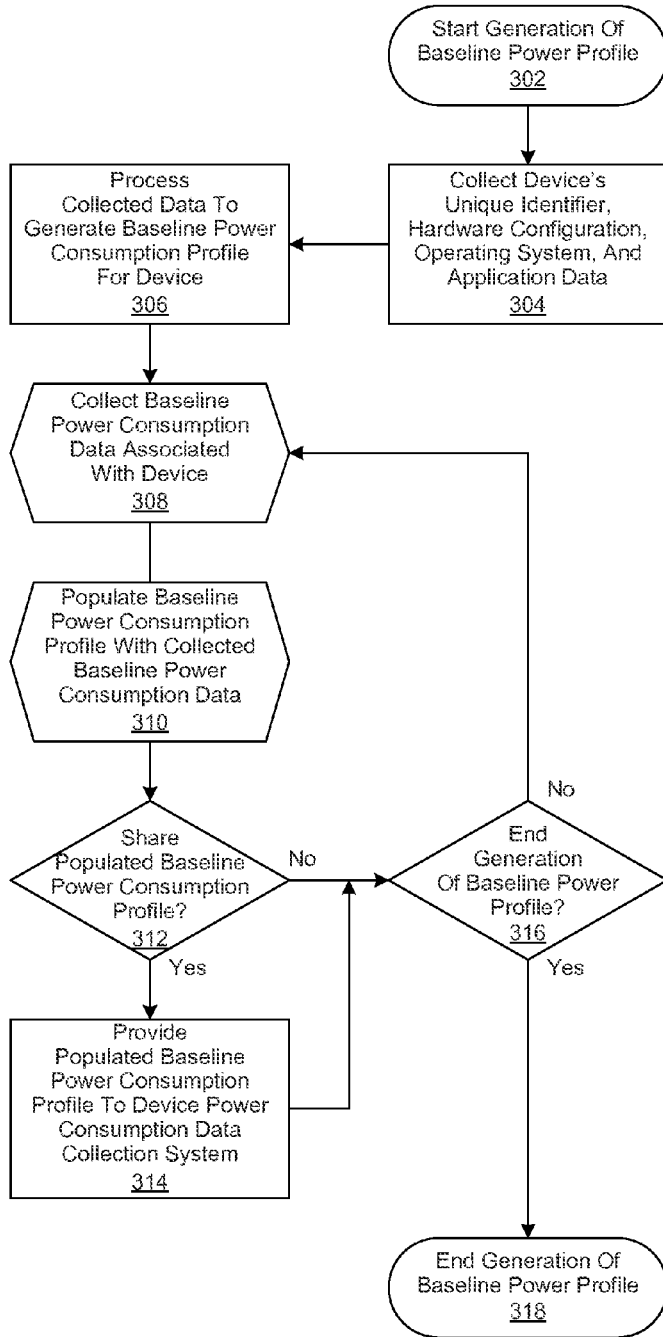 Start Generation Of
Baseline Power Profile
302
Collect Device's
Unique Identifier,
Hardware Configuration,
Operating System, And
Application Data
304
Process
Collected Data To
Generate Baseline Power
Consumption Profile
For Device
306
Collect Baseline
Power Consumption
Data Associated
With Device
308
Populate Baseline
Power Consumption
Profile With Collected
Baseline Power
Consumption Data
310
Share
Populated Baseline
Power Consumption
Profile?
312
No
Yes
Provide
Populated Baseline
Power Consumption
Profile To Device Power
Consumption Data
Collection System
314
No
End
Generation
Of Baseline Power
Profile?
316
Yes
End Generation Of
Baseline Power Profile
318